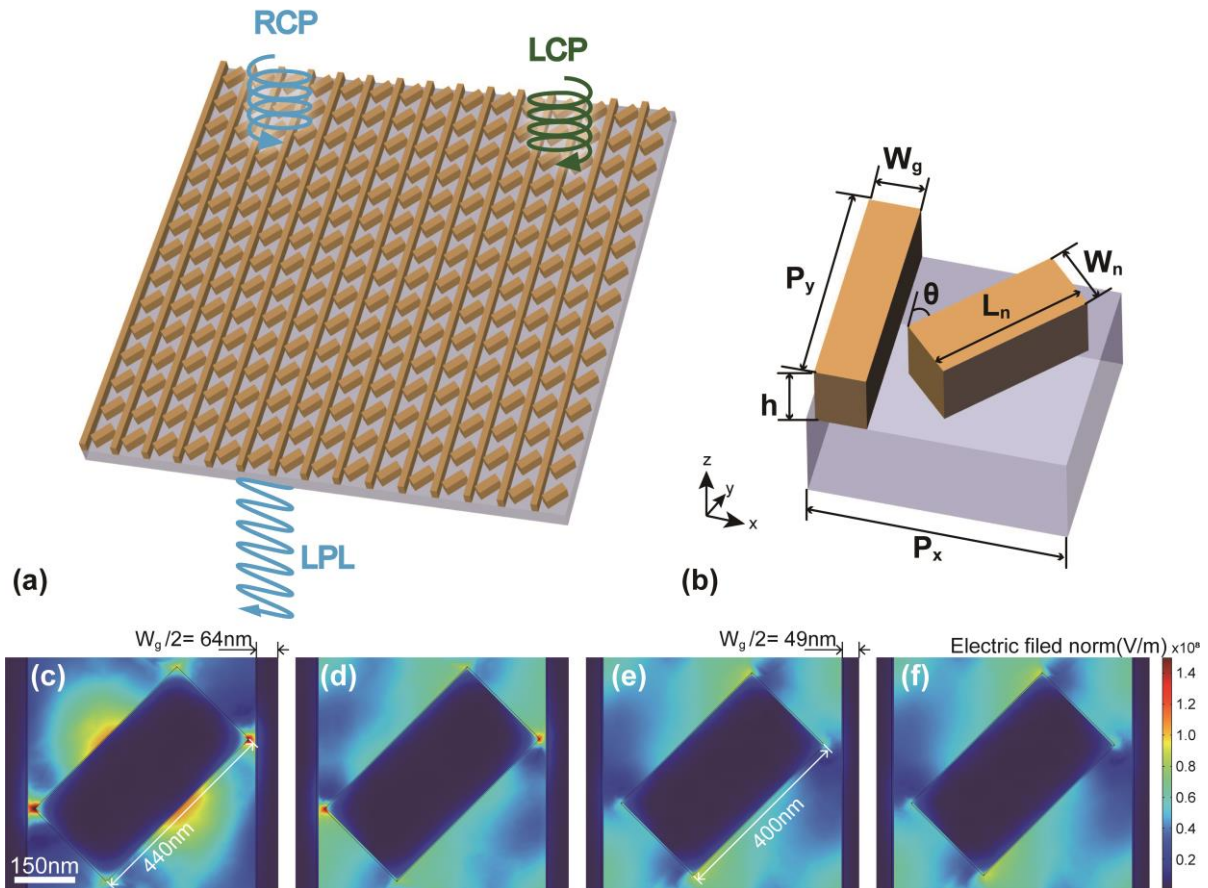 RCP
LCP
LPL
(a)
Wg
Py
θ
Wn
Ln
h
z
y
x
Px
(b)
Wg/2= 64nm
Wg/2= 49nm
Electric filed norm(V/m) ×10⁸
(c)
(d)
(e)
(f)
440nm
400nm
150nm
1.4
1.2
1.0
0.8
0.6
0.4
0.2